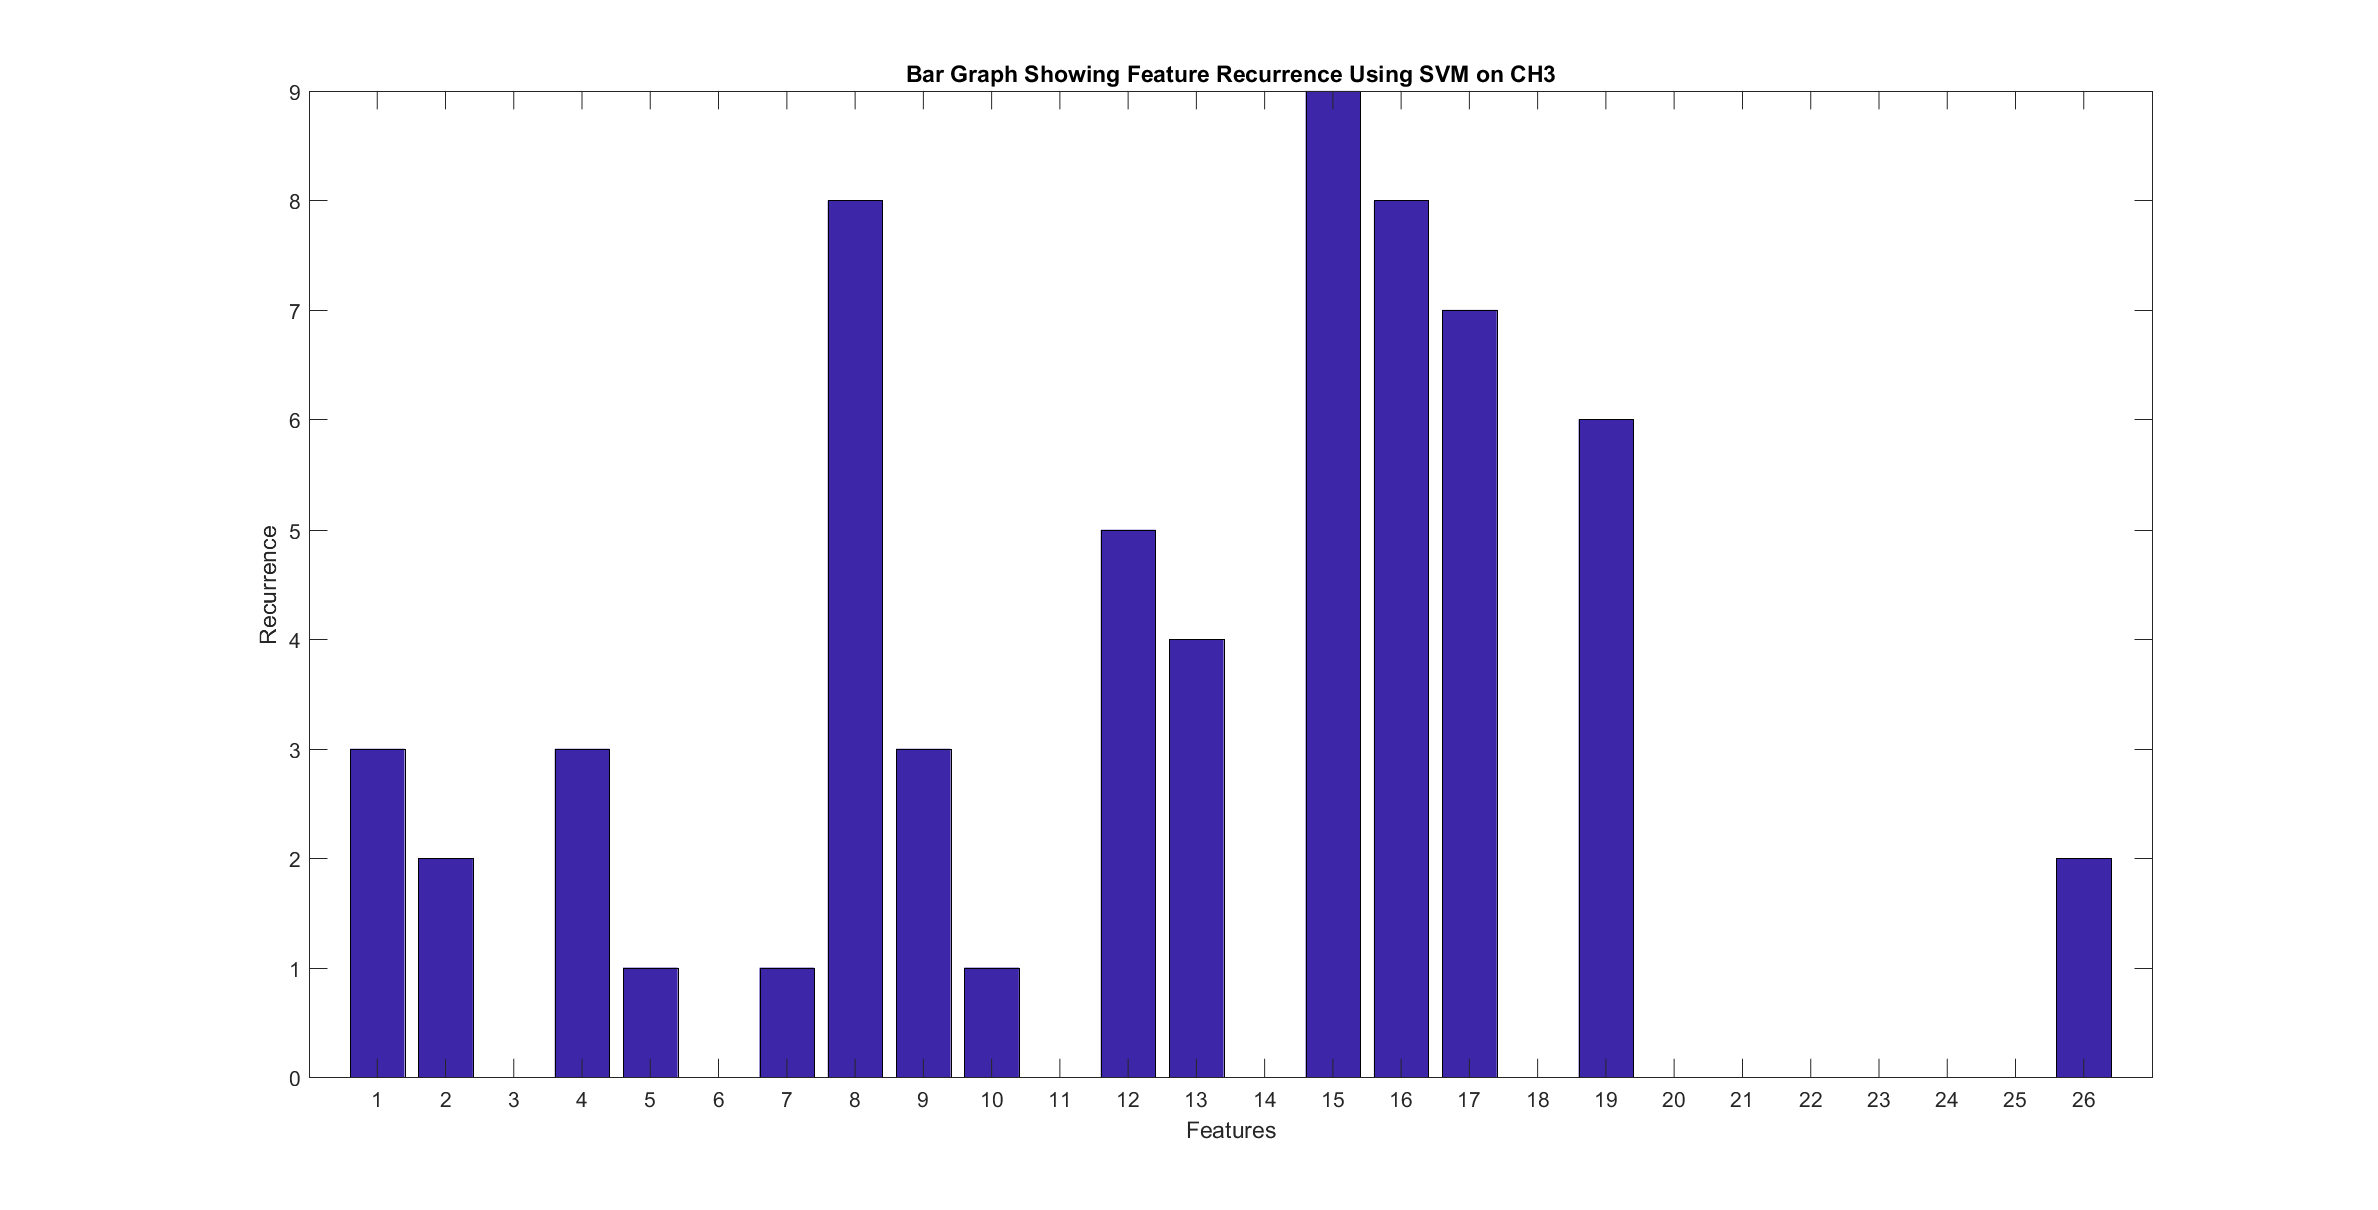 Bar Graph Showing Feature Recurrence Using SVM on CH3
9
8
7
6
5
4
3
2
1
0
Recurrence
1 2 3 4 5 6 7 8 9 10 11 12 13 14 15 16 17 18 19 20 21 22 23 24 25 26
Features